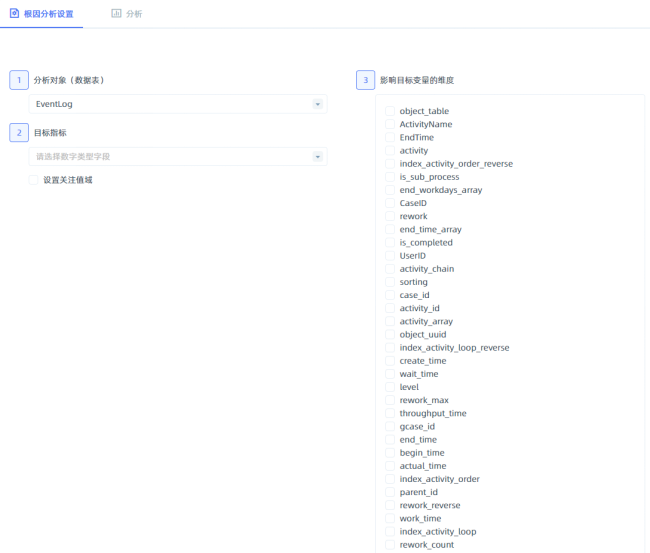 根因分析设置
分析
1 分析对象（数据表）
EventLog
2 目标指标
请选择数字类型字段
设置关注值域
3 影响目标变量的维度
object_table
ActivityName
EndTime
activity
index_activity_order_reverse
is_sub_process
end_workdays_array
CaseID
rework
end_time_array
is_completed
UserID
activity_chain
sorting
case_id
activity_id
activity_array
object_uuid
index_activity_loop_reverse
create_time
wait_time
level
rework_max
throughput_time
gcase_id
end_time
begin_time
actual_time
index_activity_order
parent_id
rework_reverse
work_time
index_activity_loop
rework_count